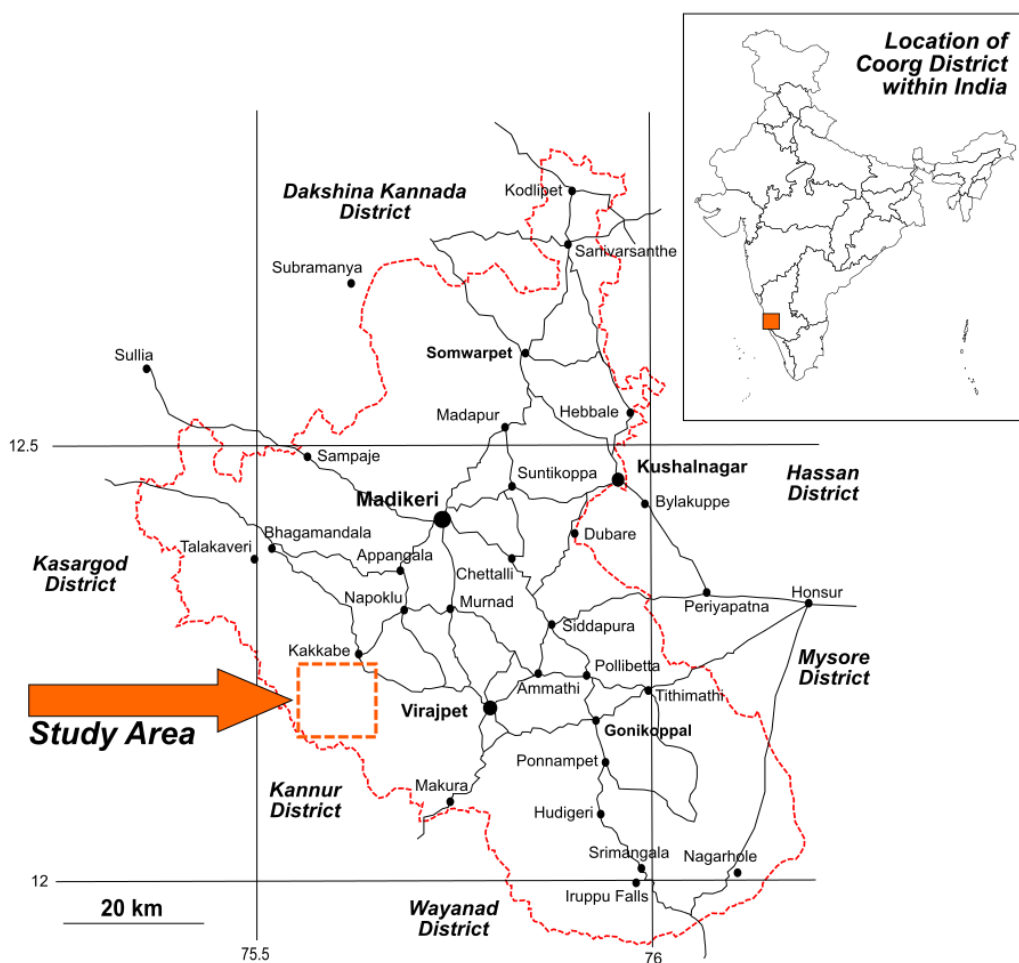 Location of
Coorg District
within India
Dakshina Kannada
District
Kodlipet
Sanivarsanthe
Subramanya
Sullia
Somwarpet
Madapur
Hebbale
12.5
Sampaje
Suntikoppa
Kushalnagar
Hassan
District
Madikeri
Bylakuppe
Bhagamandala
Talakaveri
Dubare
Kasargod
District
Appangala
Chettalli
Napoklu
Murnad
Periyapatna
Honsur
Siddapura
Kakkabe
Pollibetta
Mysore
District
Ammathi
Tithimathi
Virajpet
Study Area
Gonikoppal
Ponnampet
Kannur
District
Makura
Hudigeri
Srimangala
Nagarhole
12
Iruppu Falls
20 km
Wayanad
District
75.5
76